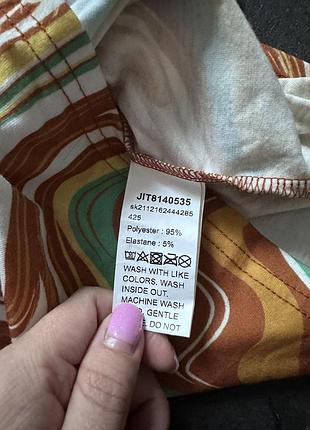 JIT8140535
sk2112162444285
425
Polyester : 95%
Elastane : 5%
WASH WITH LIKE
COLORS. WASH
INSIDE OUT.
MACHINE WASH
GENTLE
DO NOT